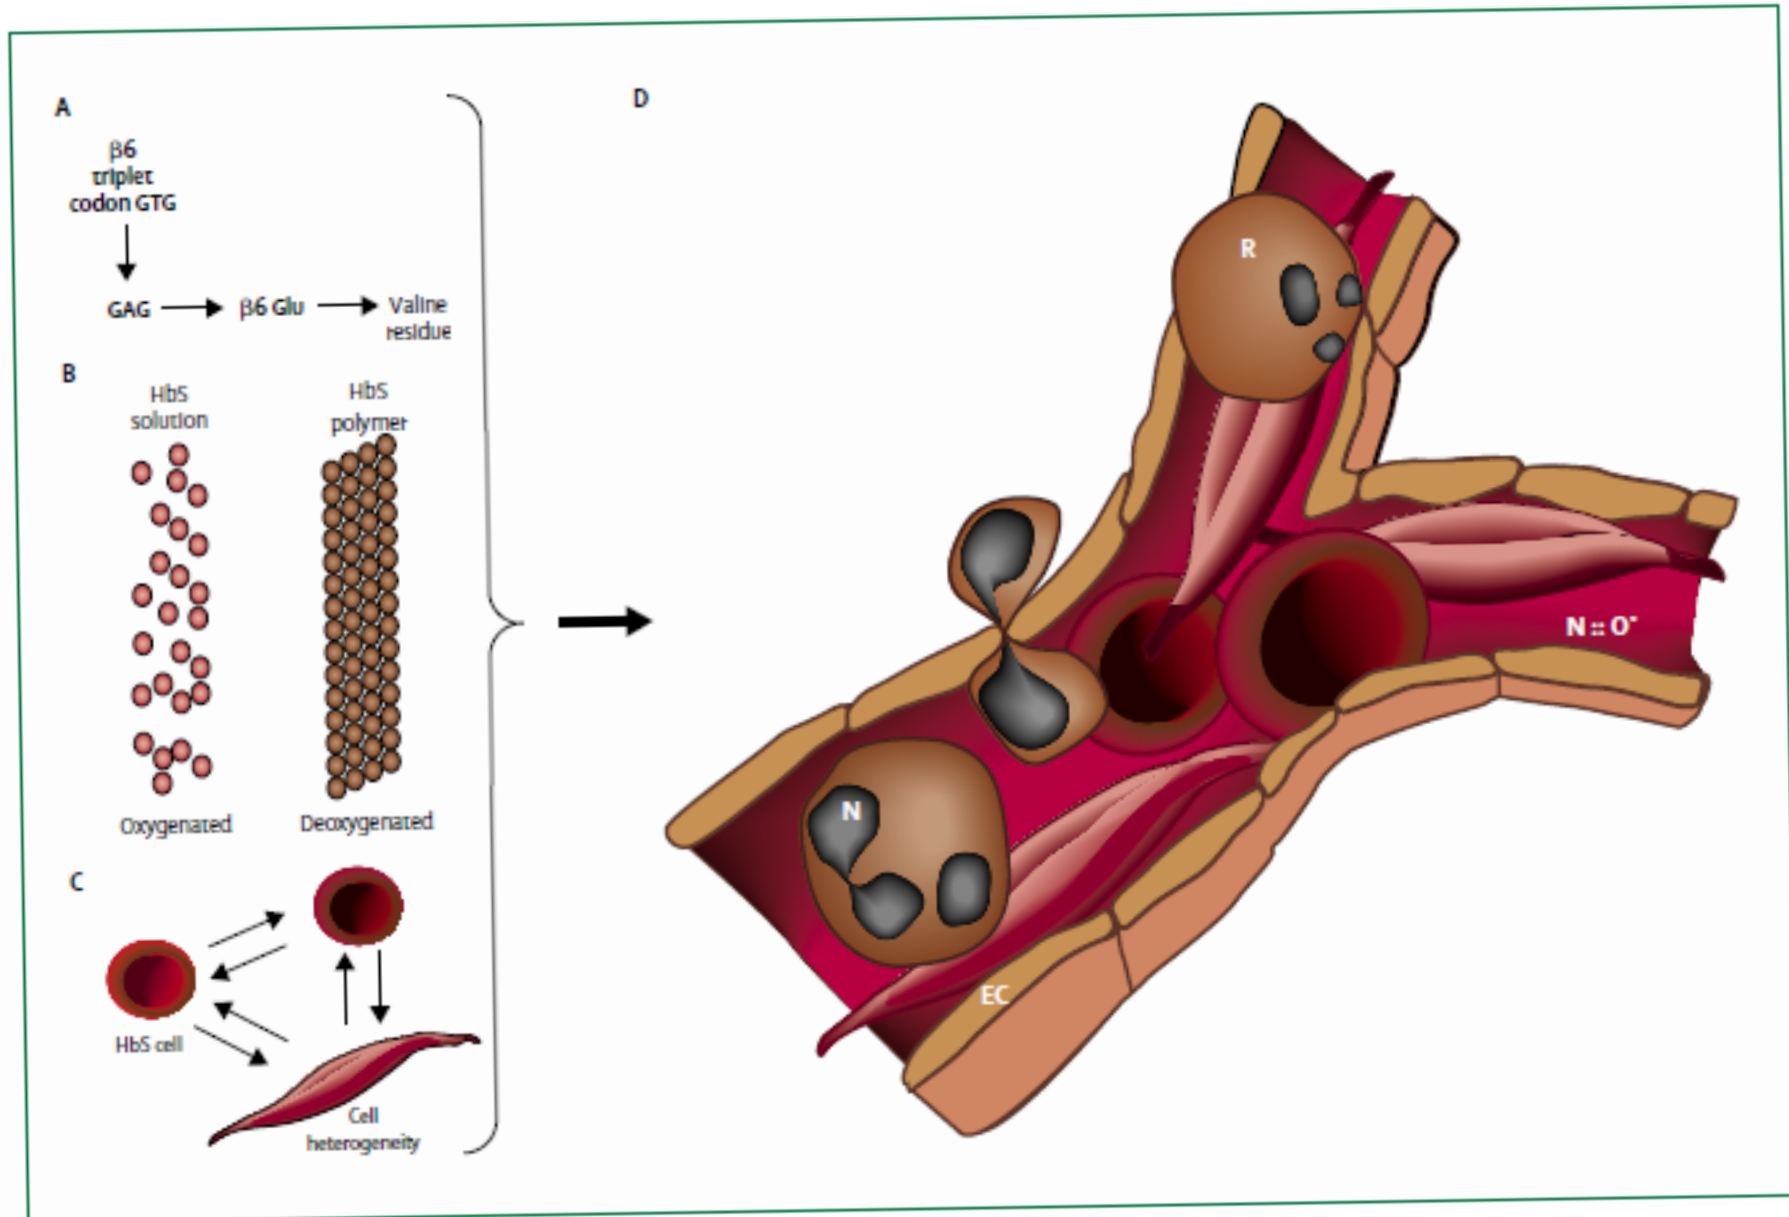 A
β6
triplet
codon GTG
GAG
β6 Glu
Valine
residue
B
HbS
solution
HbS
polymer
Oxygenated
Deoxygenated
C
HbS cell
Cell
heterogeneity
D
R
N :: O•
N
EC